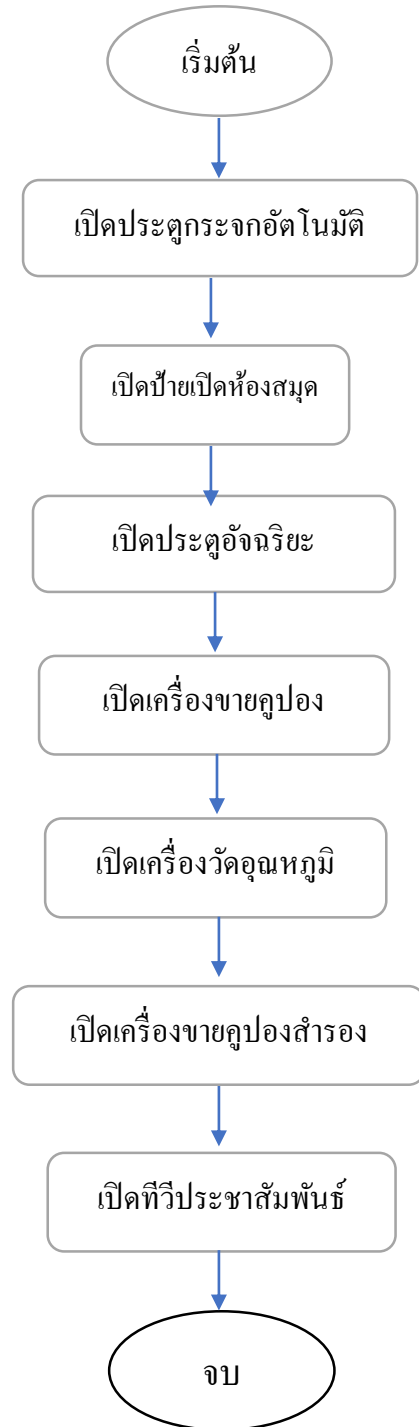 เริ่มต้น
เปิดประตูกระจกอัตโนมัติ
เปิดป้ายเปิดห้องสมุด
เปิดประตูอัจฉริยะ
เปิดเครื่องขายคูปอง
เปิดเครื่องวัดอุณหภูมิ
เปิดเครื่องขายคูปองสำรอง
เปิดทีวีประชาสัมพันธ์
จบ